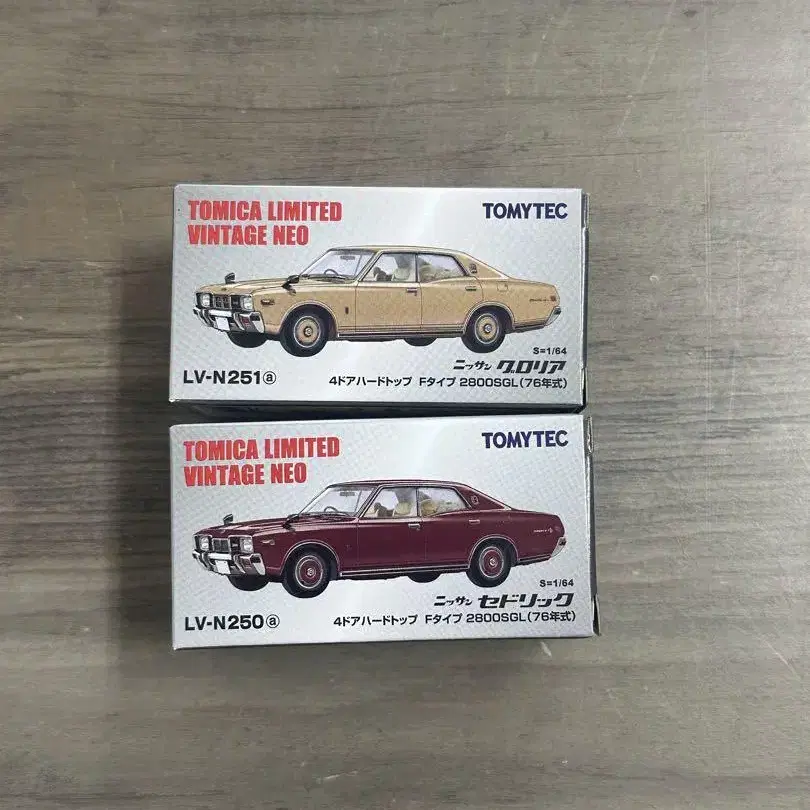 TOMICA LIMITED
VINTAGE NEO
TOMYTEC
S=1/64
ニッサン グロリア
LV-N251ⓐ
4ドアハードトップ Fタイプ 2800SGL(76年式)
TOMICA LIMITED
VINTAGE NEO
TOMYTEC
S=1/64
ニッサン セドリック
LV-N250ⓐ
4ドアハードトップ Fタイプ 2800SGL(76年式)